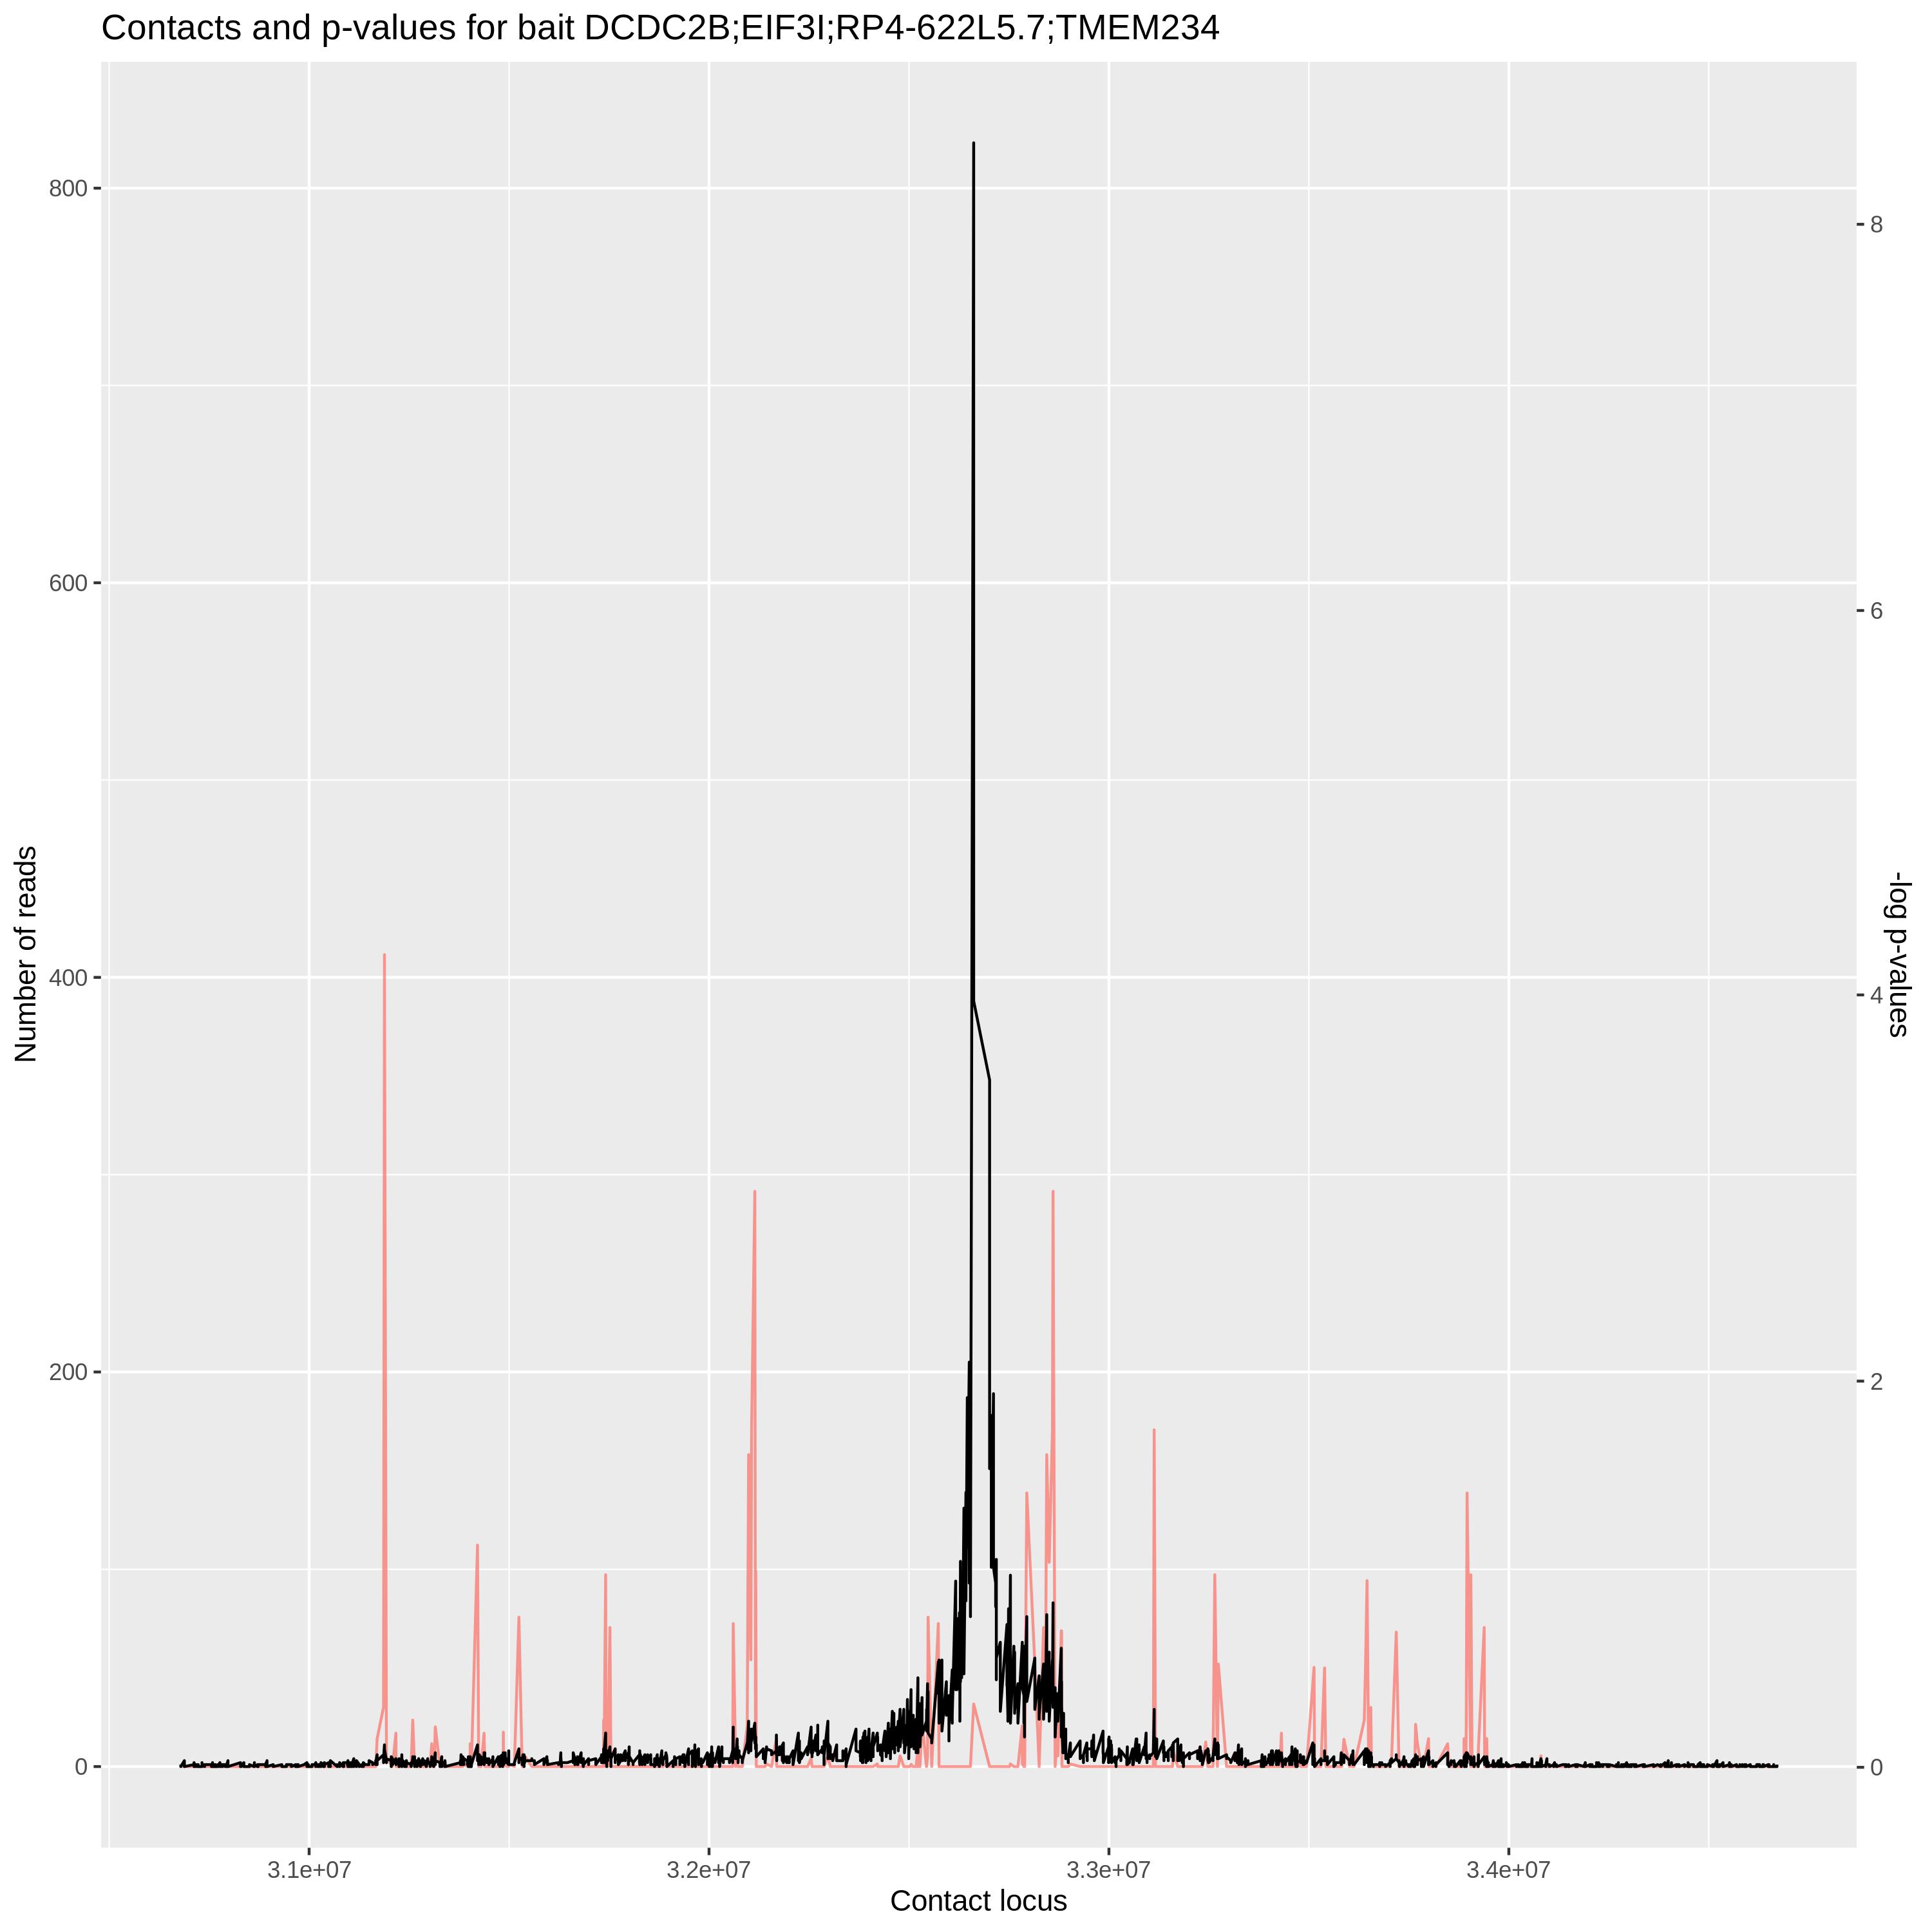 Contacts and p-values for bait DCDC2B;EIF3I;RP4-622L5.7;TMEM234
800
600
400
200
0
Number of reads
8
6
4
2
0
-log p-values
3.1e+07
3.2e+07
3.3e+07
3.4e+07
Contact locus